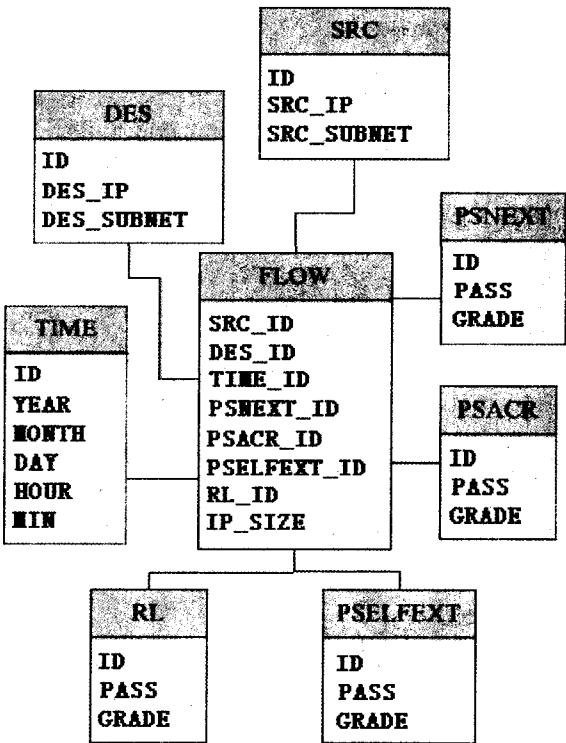 SRC
ID
SRC_IP
SRC_SUBNET
DES
ID
DES_IP
DES_SUBNET
PSNEXT
ID
PASS
GRADE
FLOW
SRC_ID
DES_ID
TIME_ID
PSNEXT_ID
PSACR_ID
PSELFEXT_ID
RL_ID
IP_SIZE
TIME
ID
YEAR
MONTH
DAY
HOUR
MIN
PSACR
ID
PASS
GRADE
RL
ID
PASS
GRADE
PSELFEXT
ID
PASS
GRADE